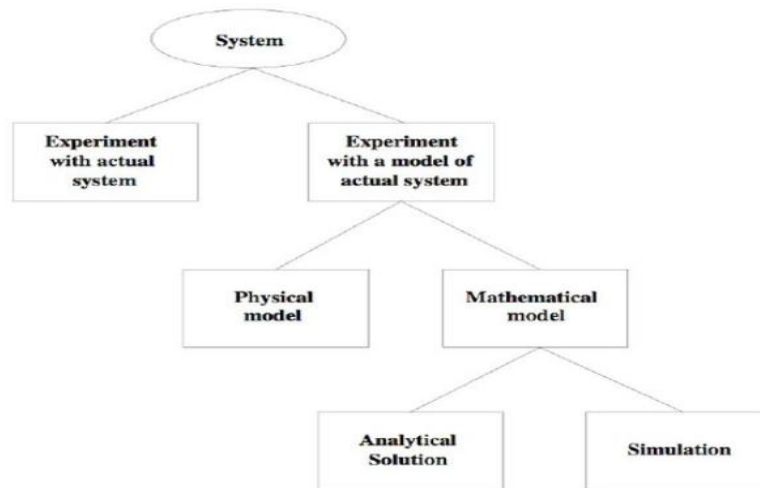 System
Experiment
with actual
system
Experiment
with a model of
actual system
Physical
model
Mathematical
model
Analytical
Solution
Simulation